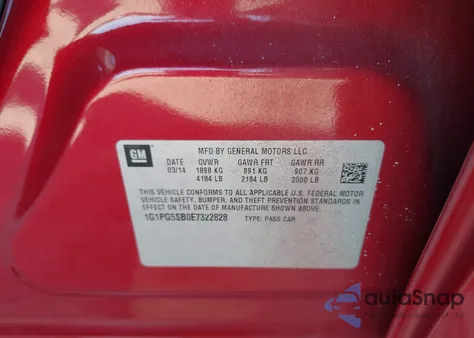 GM
MFD BY GENERAL MOTORS LLC
DATE GVWR GAWR FRT GAWR RR
03/14 1898 KG 991 KG 907 KG
4184 LB 2184 LB 2000 LB
THIS VEHICLE CONFORMS TO ALL APPLICABLE U.S. FEDERAL MOTOR
VEHICLE SAFETY, BUMPER, AND THEFT PREVENTION STANDARDS
IN EFFECT ON THE DATE OF MANUFACTURE SHOWN ABOVE.
1G1PG5SB0E7322828 TYPE: PASS CAR
autoSnap